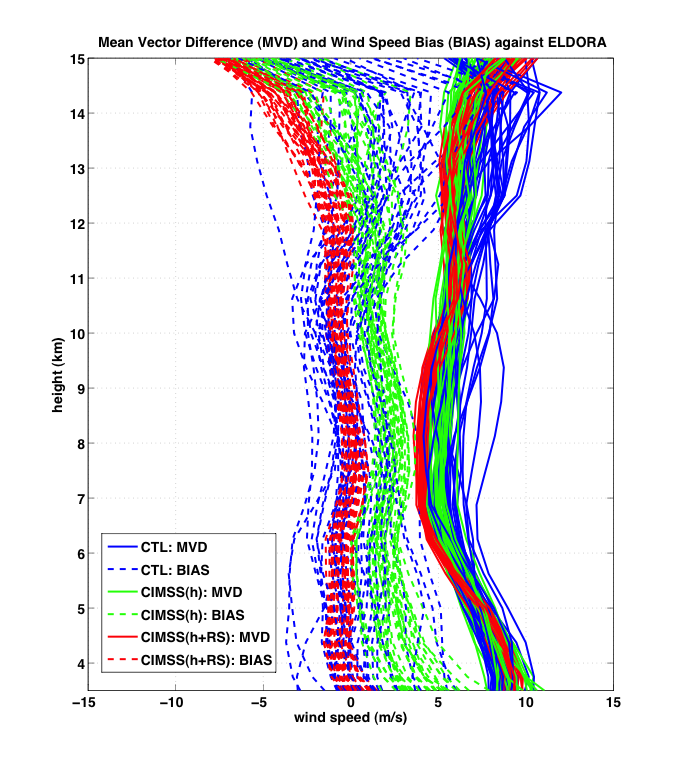 Mean Vector Difference (MVD) and Wind Speed Bias (BIAS) against ELDORA
15
14
13
12
11
10
9
8
7
6
5
4
height (km)
CTL: MVD
CTL: BIAS
CIMSS(h): MVD
CIMSS(h): BIAS
CIMSS(h+RS): MVD
CIMSS(h+RS): BIAS
−15 −10 −5 0 5 10 15
wind speed (m/s)